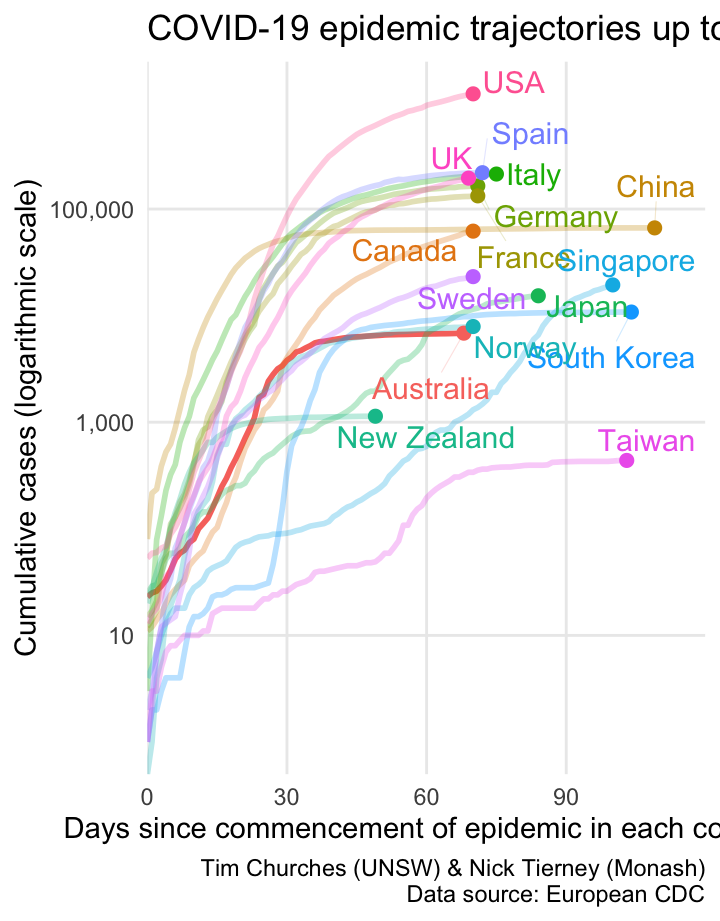 COVID-19 epidemic trajectories up to
USA
Spain
UK
Italy
China
100,000
Germany
Canada
France
Singapore
Sweden
Japan
Norway
South Korea
Australia
1,000
New Zealand
Taiwan
10
Cumulative cases (logarithmic scale)
0 30 60 90
Days since commencement of epidemic in each co
Tim Churches (UNSW) & Nick Tierney (Monash)
Data source: European CDC